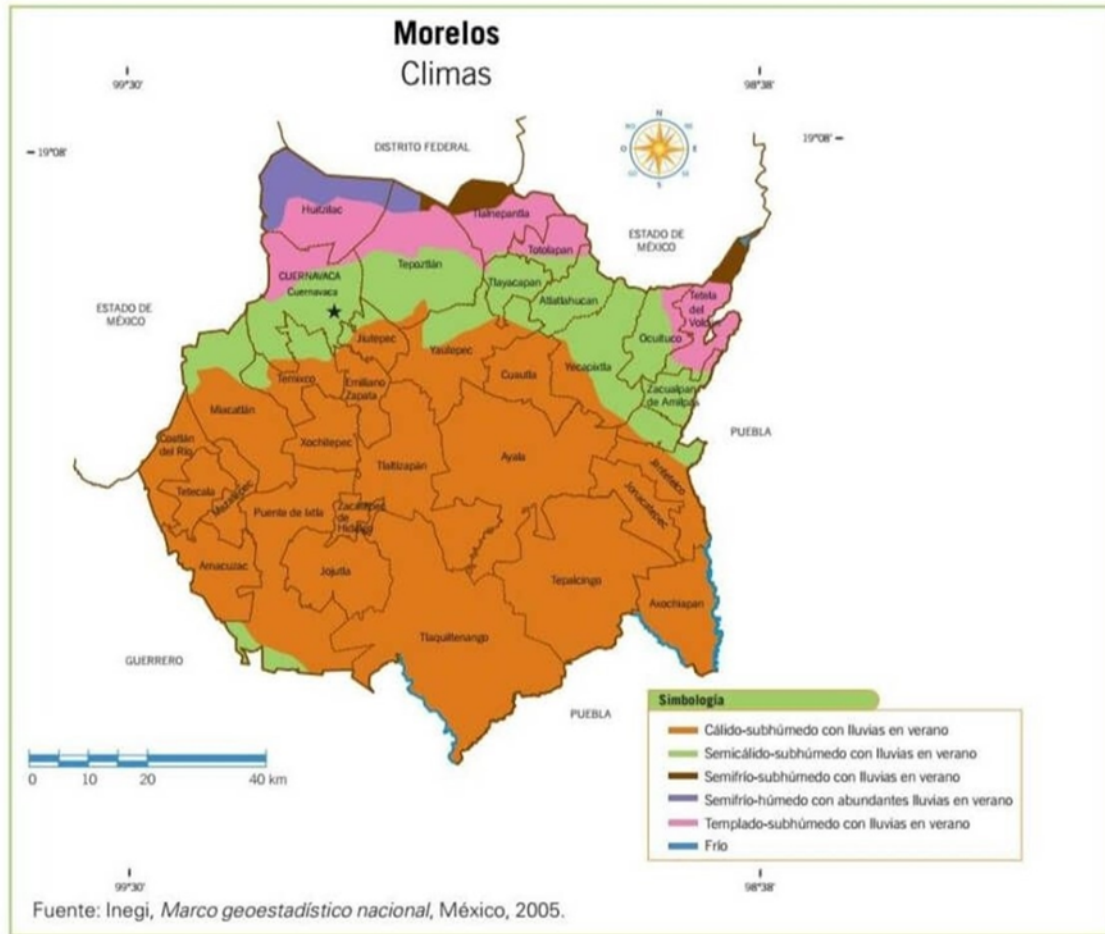 Morelos
Climas
99°30'
98°38'
19°08'
19°08'
N
E
S
O
DISTRITO FEDERAL
ESTADO DE
MÉXICO
ESTADO DE
MÉXICO
Huitzilac
Tlalnepantla
Totolapan
CUERNAVACA
Cuernavaca
Tepoztlán
Tlayacapan
Atlatlahucan
Tetela
del
Ocuituco
Jiutepec
Yautepec
Yecapixtla
Temixco
Emiliano
Zapata
Cuautla
Zacualpan
de Amilpas
Miacatlán
PUEBLA
Coatlán
del Río
Xochitepec
Tlaltizapán
Ayala
Jantetelco
Jonacatepec
Tetecala
Mazatepec
Puente de Ixtla
Zacatepec
de
Hidalgo
Amacuzac
Jojutla
Tepalcingo
Axochiapan
Tlaquiltenango
GUERRERO
PUEBLA
Simbología
Cálido-subhúmedo con lluvias en verano
Semicálido-subhúmedo con lluvias en verano
Semifrío-subhúmedo con lluvias en verano
Semifrío-húmedo con abundantes lluvias en verano
Templado-subhúmedo con lluvias en verano
Frío
0 10 20 40 km
99°30'
98°38'
Fuente: Inegi, Marco geoestadístico nacional, México, 2005.